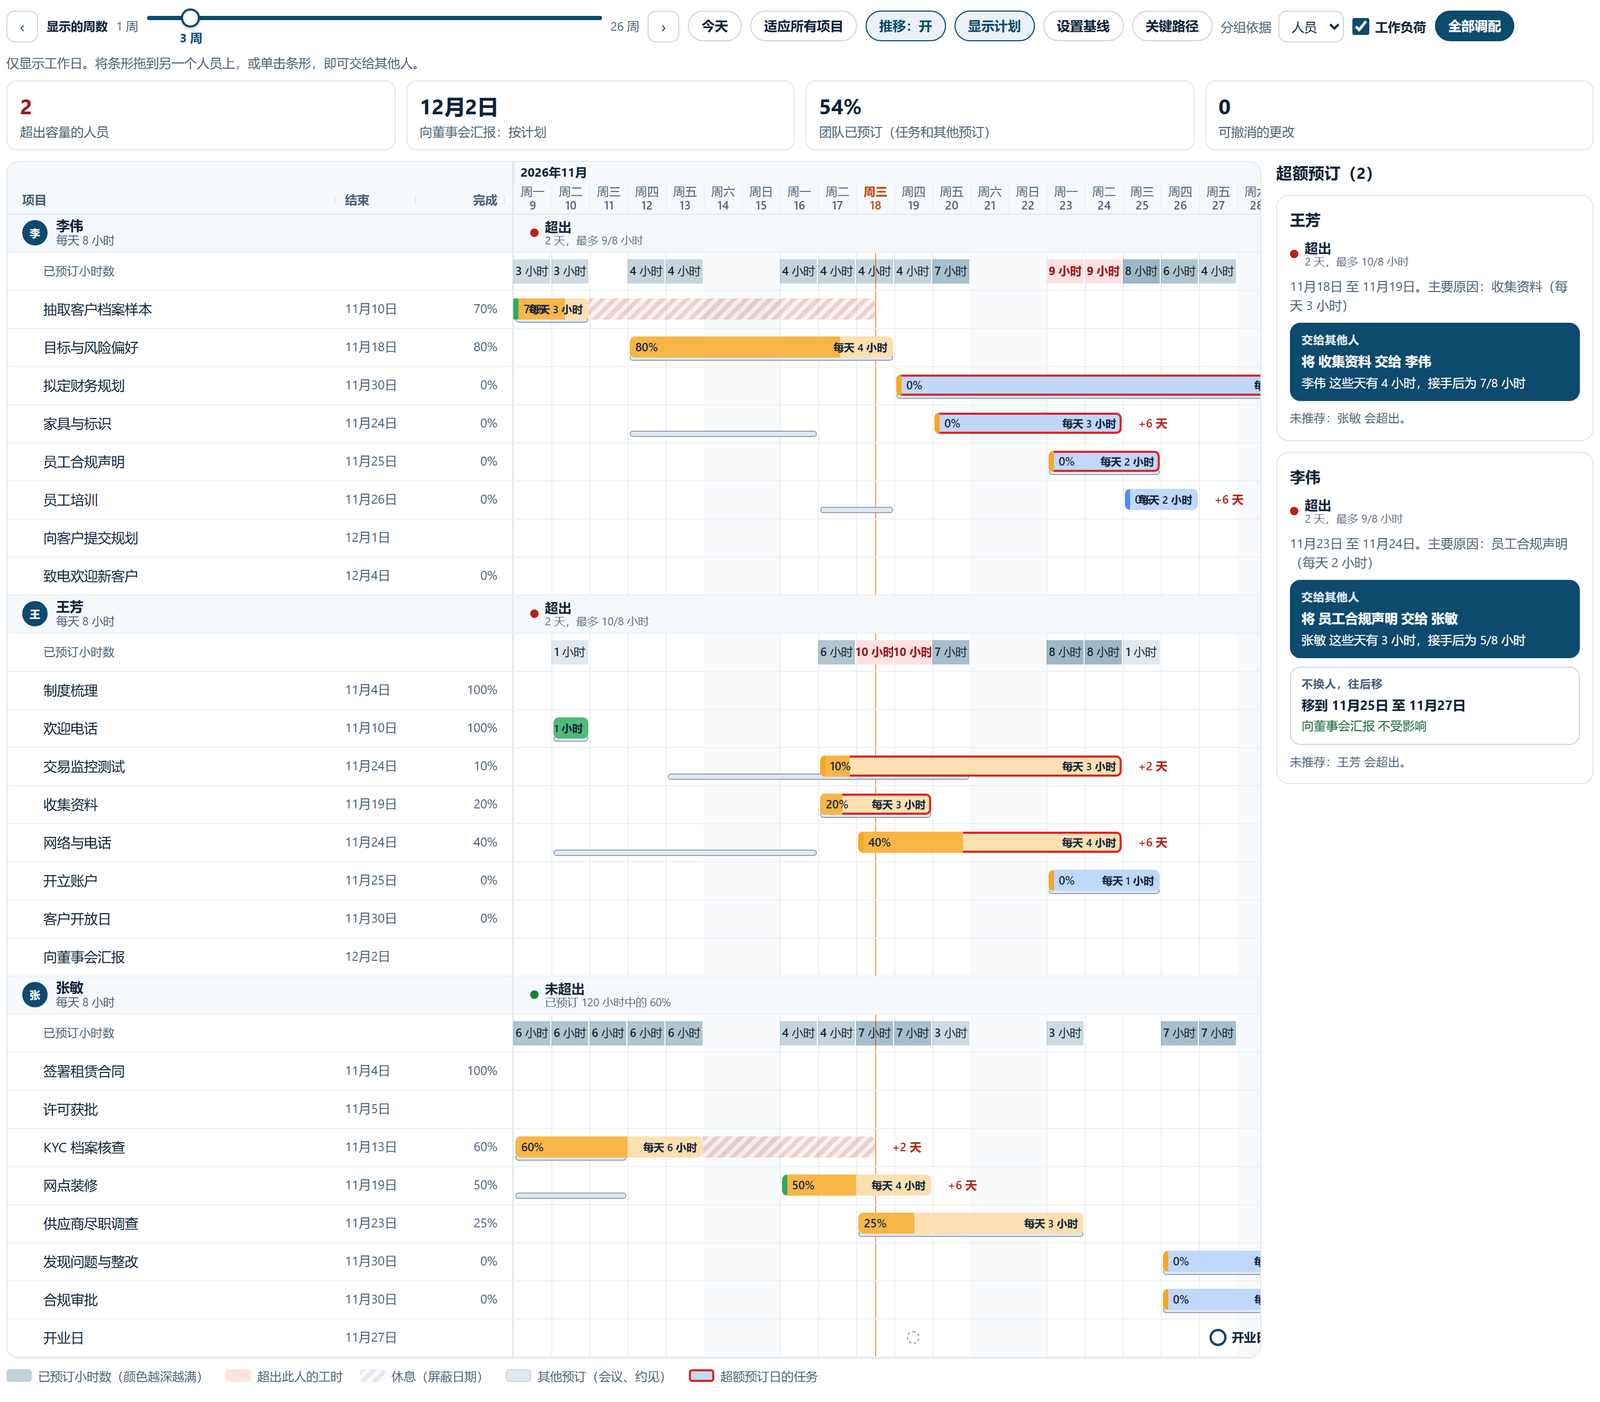 ‹ 显示的周数 1 周 3 周 26 周 › 今天 适应所有项目 推移：开 显示计划 设置基线 关键路径 分组依据 人员 工作负荷 全部调配
仅显示工作日。将条形拖到另一个人员上，或单击条形，即可交给其他人。
2
超出容量的人员
12月2日
向董事会汇报：按计划
54%
团队已预订（任务和其他预订）
0
可撤消的更改
2026年11月
项目 结束 完成
周一 周二 周三 周四 周五 周六 周日 周一 周二 周三 周四 周五 周六 周日 周一 周二 周三 周四 周五
9 10 11 12 13 14 15 16 17 18 19 20 21 22 23 24 25 26 27 28
李 李伟 每天 8 小时 超出 2 天，最多 9/8 小时
已预订小时数 3 小时 3 小时 4 小时 4 小时 4 小时 4 小时 4 小时 4 小时 7 小时 9 小时 9 小时 8 小时 6 小时 4 小时
抽取客户档案样本 11月10日 70% 每天 3 小时
目标与风险偏好 11月18日 80% 80% 每天 4 小时
拟定财务规划 11月30日 0% 0%
家具与标识 11月24日 0% 0% 每天 3 小时 +6 天
员工合规声明 11月25日 0% 0% 每天 2 小时
员工培训 11月26日 0% 每天 2 小时 +6 天
向客户提交规划 12月1日
致电欢迎新客户 12月4日 0%
王 王芳 每天 8 小时 超出 2 天，最多 10/8 小时
已预订小时数 1 小时 6 小时 10 小时 10 小时 7 小时 8 小时 8 小时 1 小时
制度梳理 11月4日 100%
欢迎电话 11月10日 100% 1 小时
交易监控测试 11月24日 10% 10% 每天 3 小时 +2 天
收集资料 11月19日 20% 20% 每天 3 小时
网络与电话 11月24日 40% 40% 每天 4 小时 +6 天
开立账户 11月25日 0% 0% 每天 1 小时
客户开放日 11月30日 0%
向董事会汇报 12月2日
张 张敏 每天 8 小时 未超出 已预订 120 小时中的 60%
已预订小时数 6 小时 6 小时 6 小时 6 小时 6 小时 4 小时 4 小时 7 小时 7 小时 3 小时 3 小时 7 小时 7 小时
签署租赁合同 11月4日 100%
许可获批 11月5日
KYC 档案核查 11月13日 60% 60% 每天 6 小时 +2 天
网点装修 11月19日 50% 50% 每天 4 小时 +6 天
供应商尽职调查 11月23日 25% 25% 每天 3 小时
发现问题与整改 11月30日 0% 0%
合规审批 11月30日 0% 0%
开业日 11月27日 开业日
已预订小时数（颜色越深越满） 超出此人的工时 休息（屏蔽日期） 其他预订（会议、约见） 超额预订日的任务
超额预订（2）
王芳
超出
2 天，最多 10/8 小时
11月18日 至 11月19日。主要原因：收集资料（每
天 3 小时）
交给其他人
将 收集资料 交给 李伟
李伟 这些天有 4 小时，接手后为 7/8 小时
未推荐：张敏 会超出。
李伟
超出
2 天，最多 9/8 小时
11月23日 至 11月24日。主要原因：员工合规声明
（每天 2 小时）
交给其他人
将 员工合规声明 交给 张敏
张敏 这些天有 3 小时，接手后为 5/8 小时
不换人，往后移
移到 11月25日 至 11月27日
向董事会汇报 不受影响
未推荐：王芳 会超出。